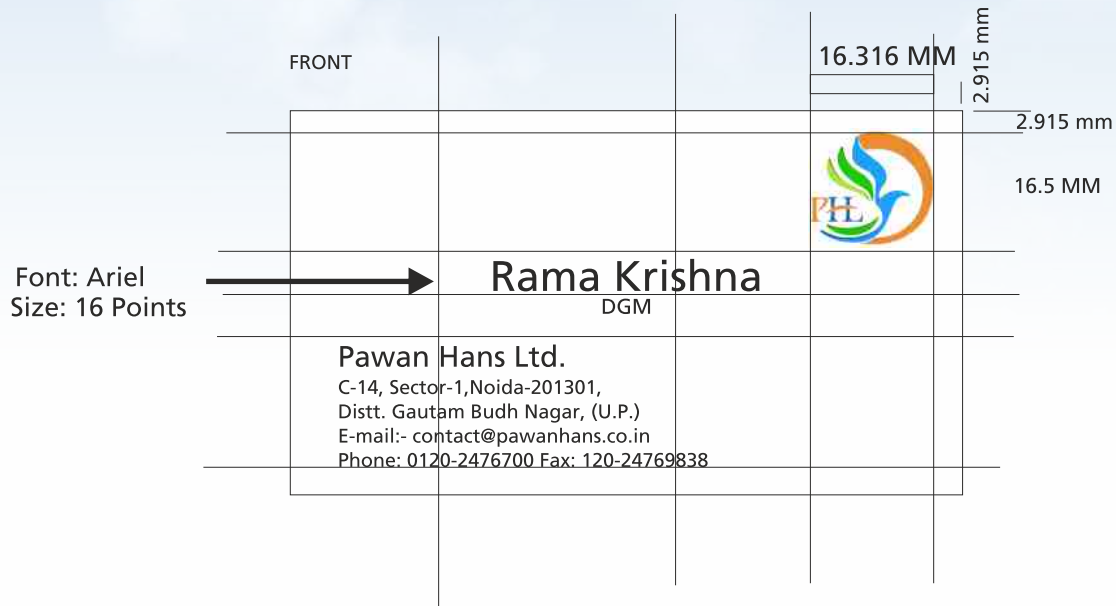 FRONT
16.316 MM
2.915 mm
2.915 mm
16.5 MM
PHL
Font: Ariel
Size: 16 Points
Rama Krishna
DGM
Pawan Hans Ltd.
C-14, Sector-1,Noida-201301,
Distt. Gautam Budh Nagar, (U.P.)
E-mail:- contact@pawanhans.co.in
Phone: 0120-2476700 Fax: 120-24769838